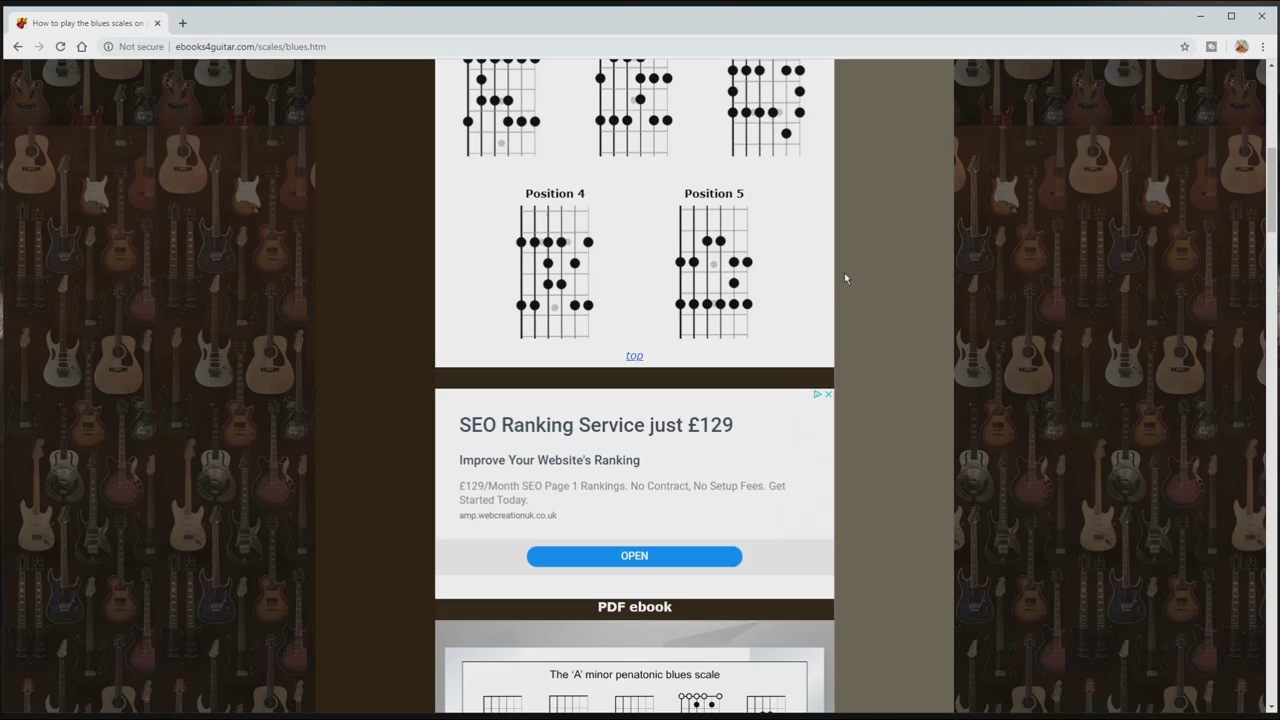 How to play the blues scales on
Not secure
ebooks4guitar.com/scales/blues.htm
Position 4
Position 5
top
SEO Ranking Service just £129
Improve Your Website's Ranking
£129/Month SEO Page 1 Rankings. No Contract, No Setup Fees. Get
Started Today.
amp.webcreationuk.co.uk
OPEN
PDF ebook
The 'A' minor penatonic blues scale